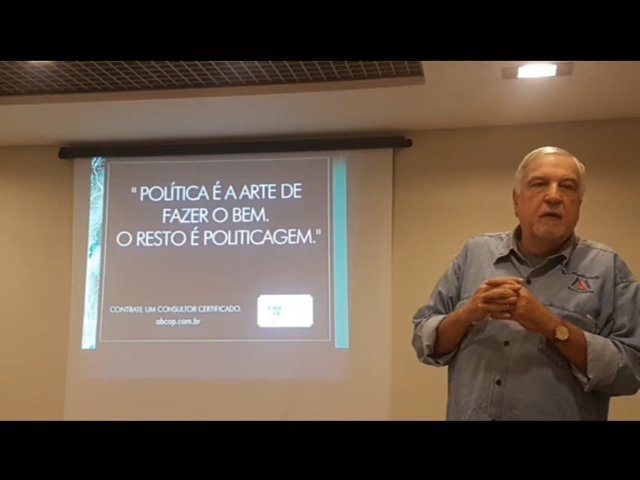 " POLÍTICA É A ARTE DE
FAZER O BEM.
O RESTO É POLITICAGEM."
CONTRATE UM CONSULTOR CERTIFICADO.
abcop.com.br